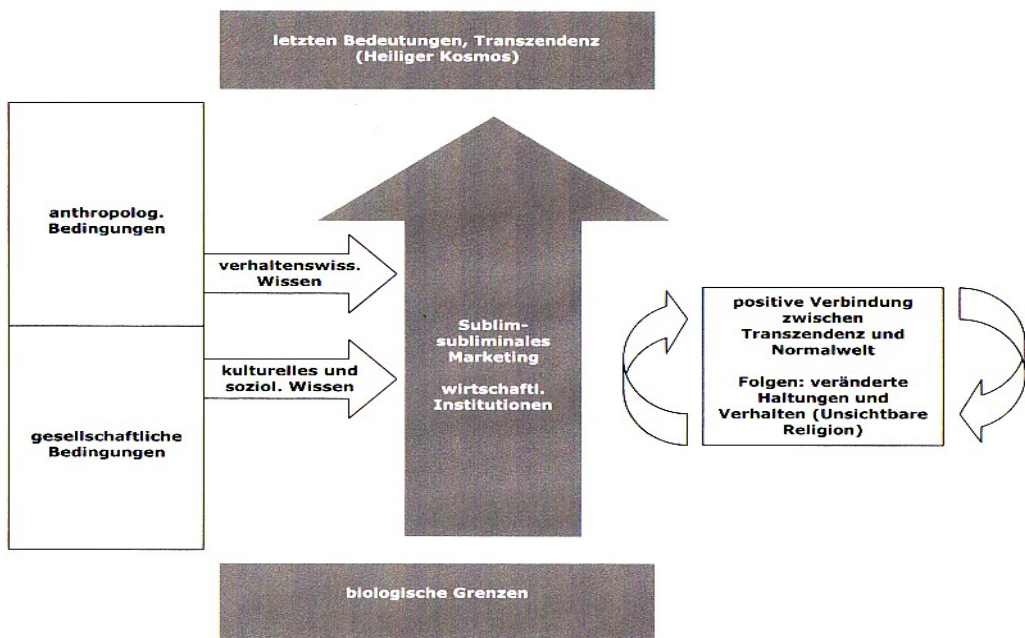 letzten Bedeutungen, Transzendenz
(Heiliger Kosmos)
anthropolog.
Bedingungen
verhaltenswiss.
Wissen
kulturelles und
soziol. Wissen
gesellschaftliche
Bedingungen
Sublim-
subliminales
Marketing
wirtschaftl.
Institutionen
positive Verbindung
zwischen
Transzendenz und
Normalwelt
Folgen: veränderte
Haltungen und
Verhalten (Unsichtbare
Religion)
biologische Grenzen